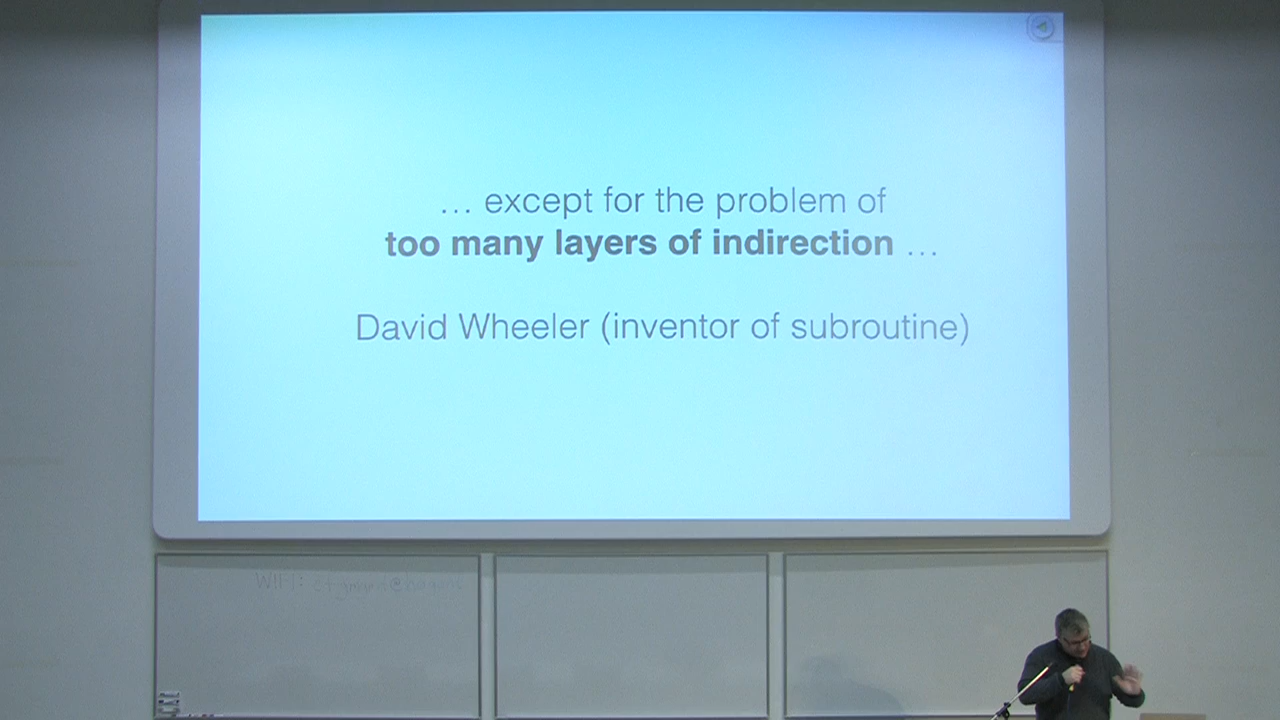 … except for the problem of
too many layers of indirection …
David Wheeler (inventor of subroutine)
WIFI: